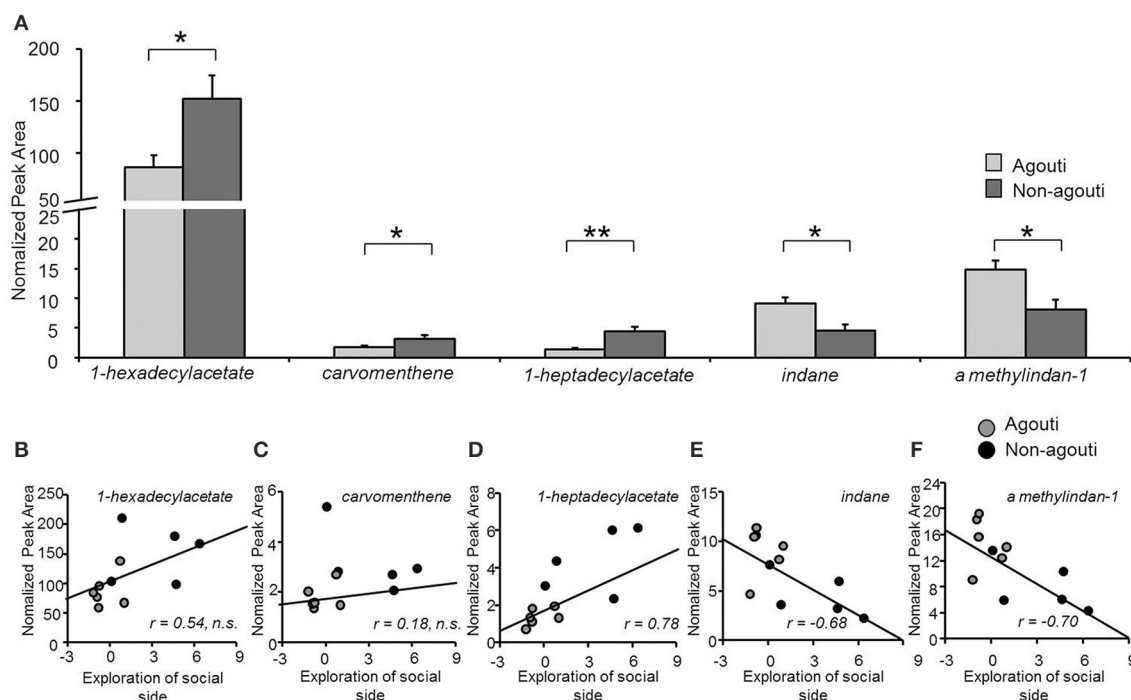 A
Nomalized Peak Area
200
150
100
50
25
20
15
10
5
0
*
*
**
*
*
Agouti
Non-agouti
1-hexadecylacetate
carvomenthene
1-heptadecylacetate
indane
a methylindan-1
Agouti
Non-agouti
B
Nomalized Peak Area
250
200
150
100
50
0
1-hexadecylacetate
r = 0.54, n.s.
-3 0 3 6 9
Exploration of social
side
C
Nomalized Peak Area
6
4
2
0
carvomenthene
r = 0.18, n.s.
-3 0 3 6 9
Exploration of social
side
D
Nomalized Peak Area
8
6
4
2
0
1-heptadecylacetate
r = 0.78
-3 0 3 6 9
Exploration of social
side
E
Nomalized Peak Area
15
10
5
0
indane
r = -0.68
-3 0 3 6 9
Exploration of social
side
F
Nomalized Peak Area
24
20
16
12
8
4
0
a methylindan-1
r = -0.70
-3 0 3 6 9
Exploration of social
side